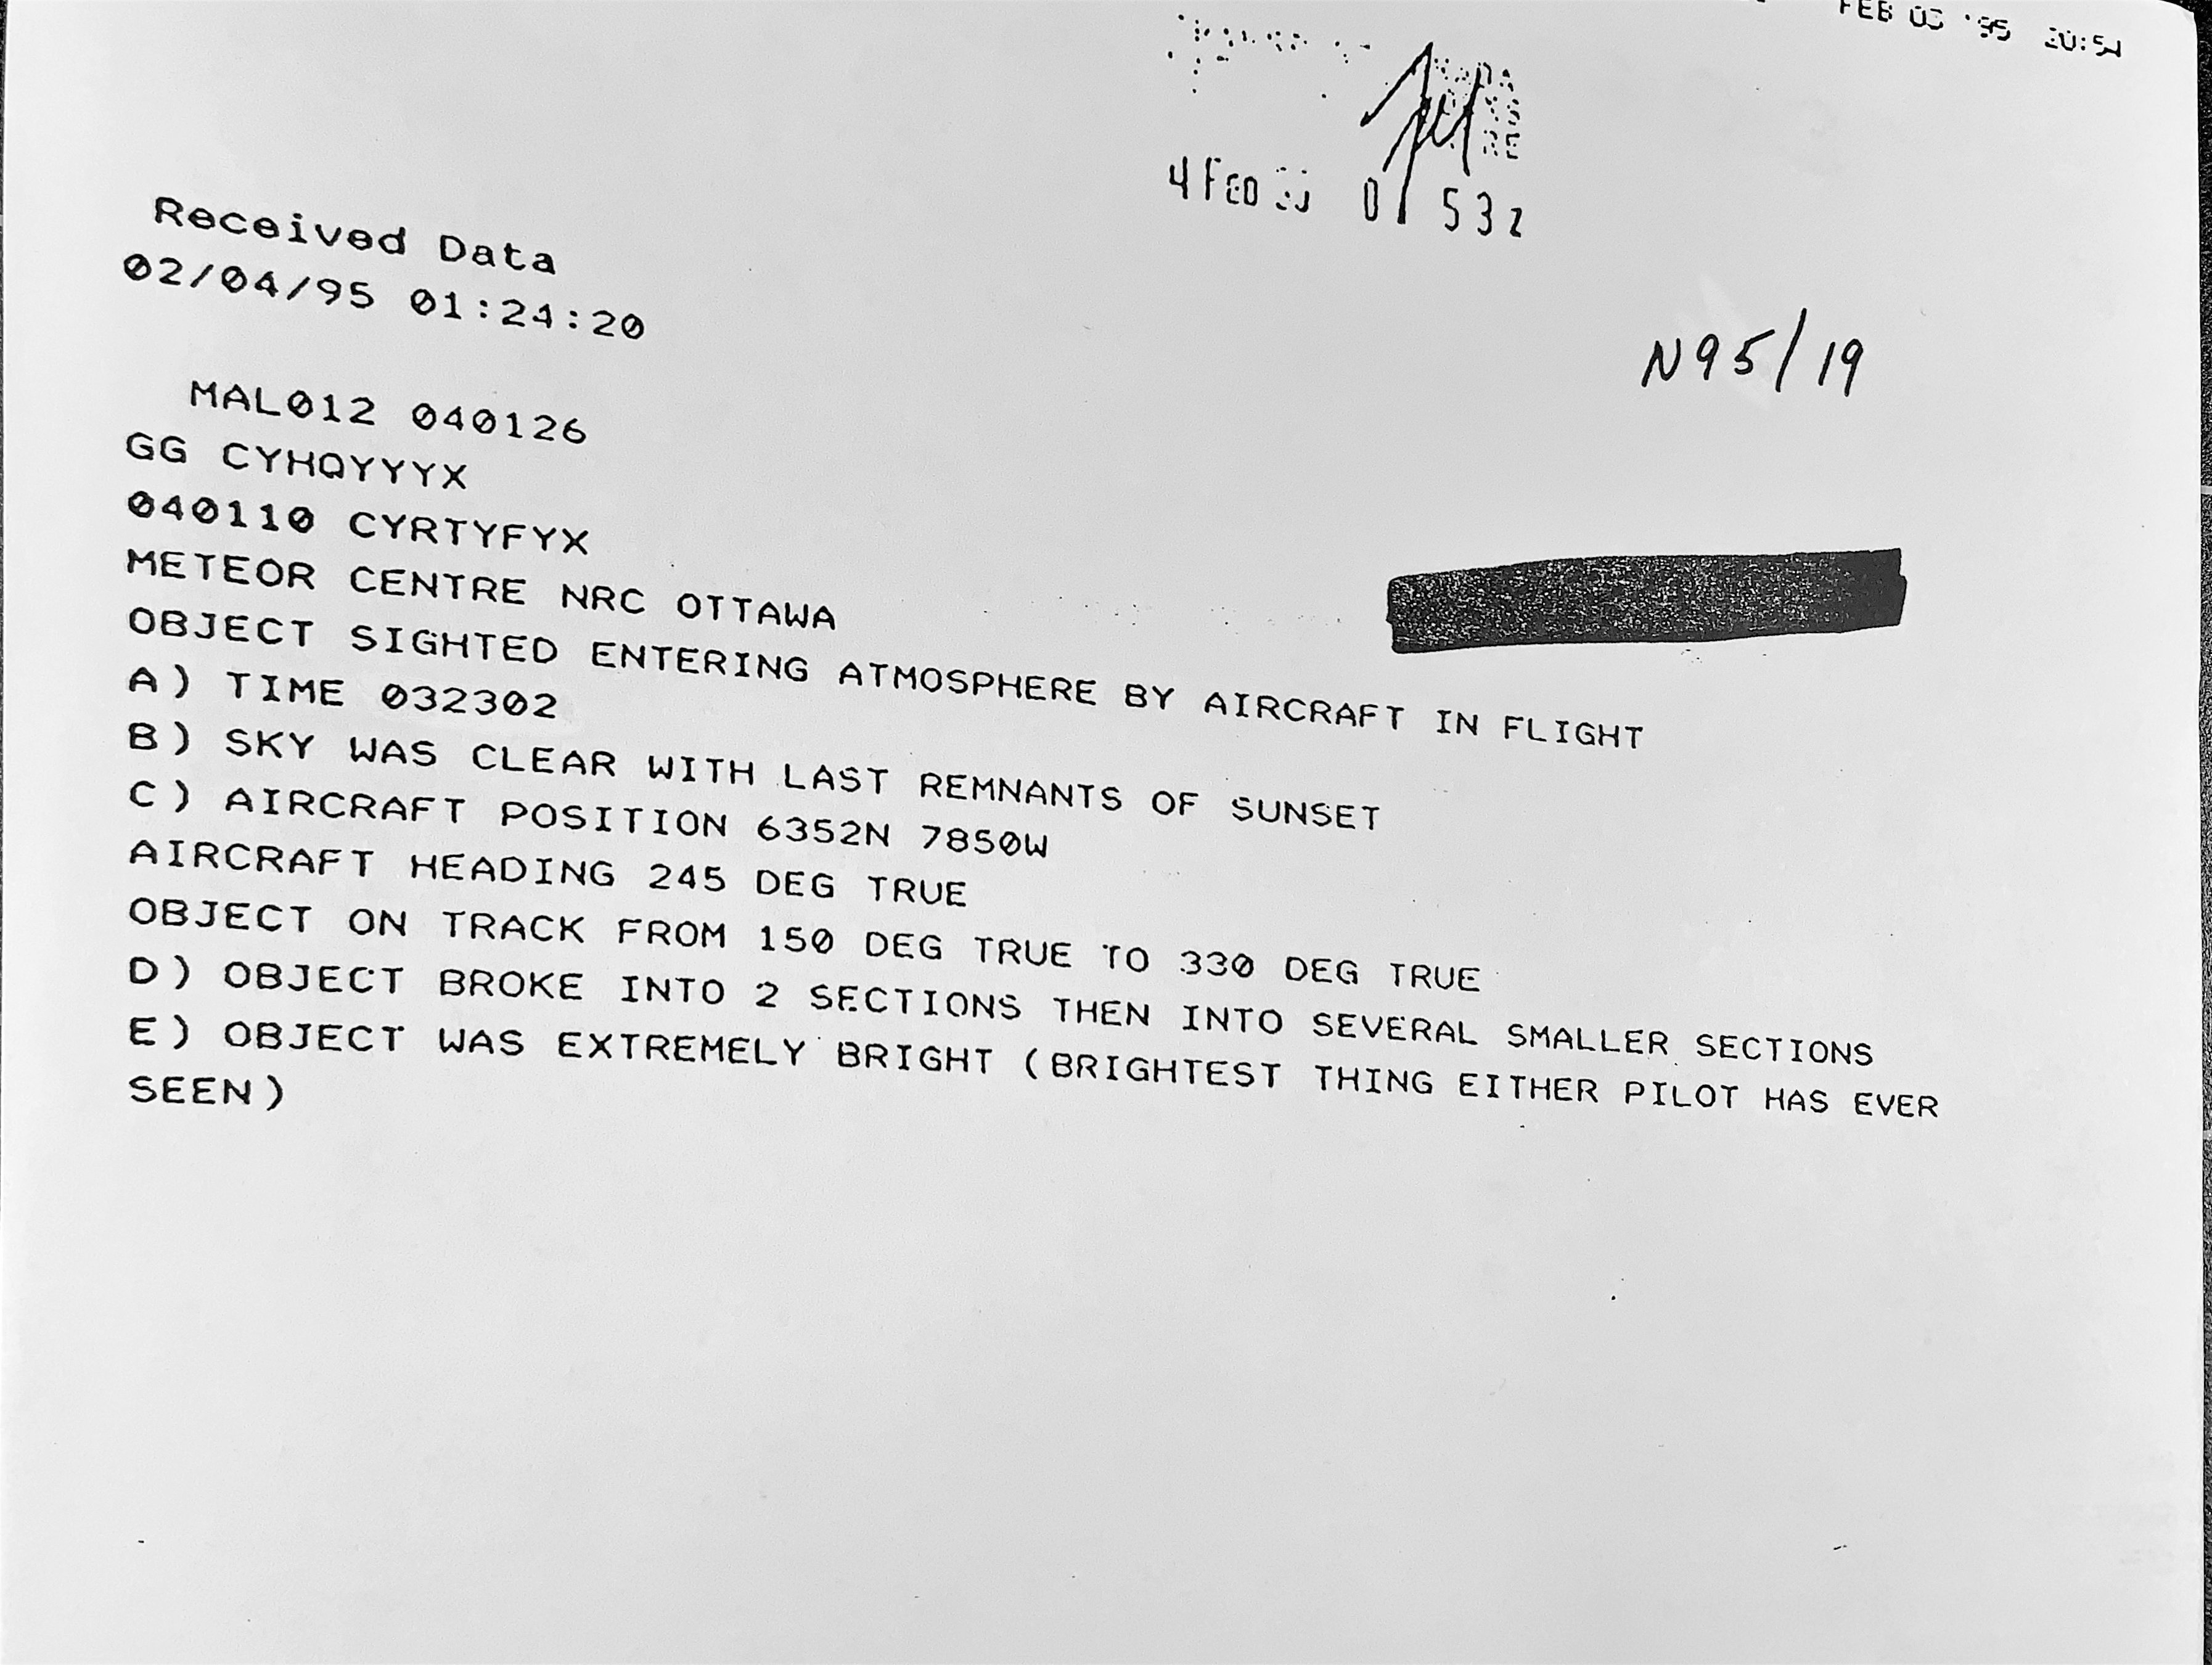 FEB 03 '95 20:54
4 FEB 01 53z
Received Data
02/04/95 01:24:20
N95/19
MAL012 040126
GG CYHQYYYX
040110 CYRTYFYX
METEOR CENTRE NRC OTTAWA
OBJECT SIGHTED ENTERING ATMOSPHERE BY AIRCRAFT IN FLIGHT
A) TIME 032302
B) SKY WAS CLEAR WITH LAST REMNANTS OF SUNSET
C) AIRCRAFT POSITION 6352N 7850W
AIRCRAFT HEADING 245 DEG TRUE
OBJECT ON TRACK FROM 150 DEG TRUE TO 330 DEG TRUE
D) OBJECT BROKE INTO 2 SECTIONS THEN INTO SEVERAL SMALLER SECTIONS
E) OBJECT WAS EXTREMELY BRIGHT (BRIGHTEST THING EITHER PILOT HAS EVER
SEEN)